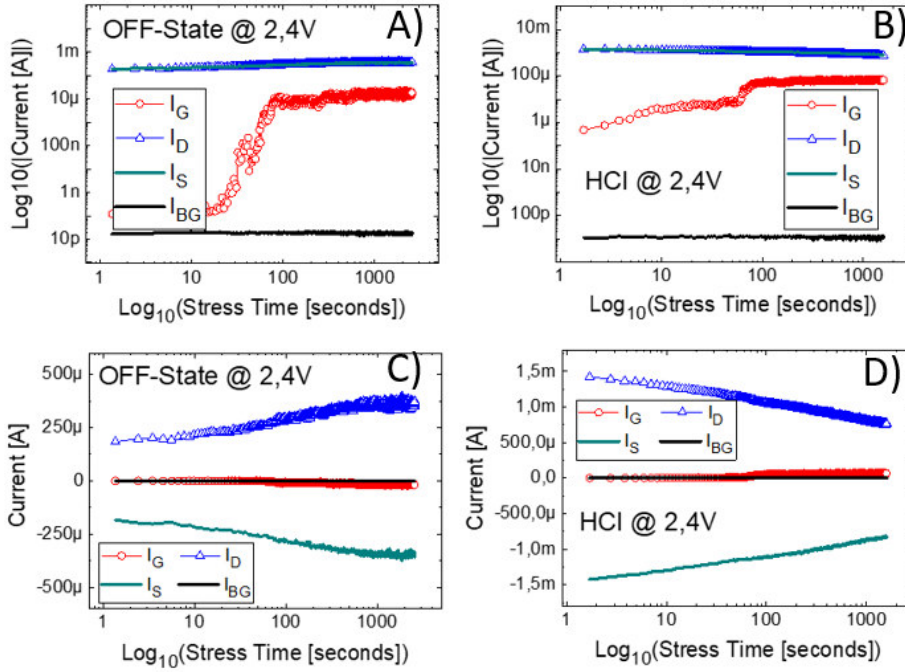 A)
OFF-State @ 2,4V
Log10(|Current [A]|)
1m
10µ
100n
1n
10p
I_G
I_D
I_S
I_BG
1 10 100 1000
Log10(Stress Time [seconds])
B)
Log10(|Current [A]|)
10m
100µ
1µ
10n
100p
HCI @ 2,4V
I_G
I_D
I_S
I_BG
1 10 100 1000
Log10(Stress Time [seconds])
C)
OFF-State @ 2,4V
Current [A]
500µ
250µ
0
-250µ
-500µ
I_G I_D
I_S I_BG
1 10 100 1000
Log10(Stress Time [seconds])
D)
Current [A]
1,5m
1,0m
500,0µ
0,0
-500,0µ
-1,0m
-1,5m
I_G I_D
I_S I_BG
HCI @ 2,4V
1 10 100 1000
Log10(Stress Time [seconds])